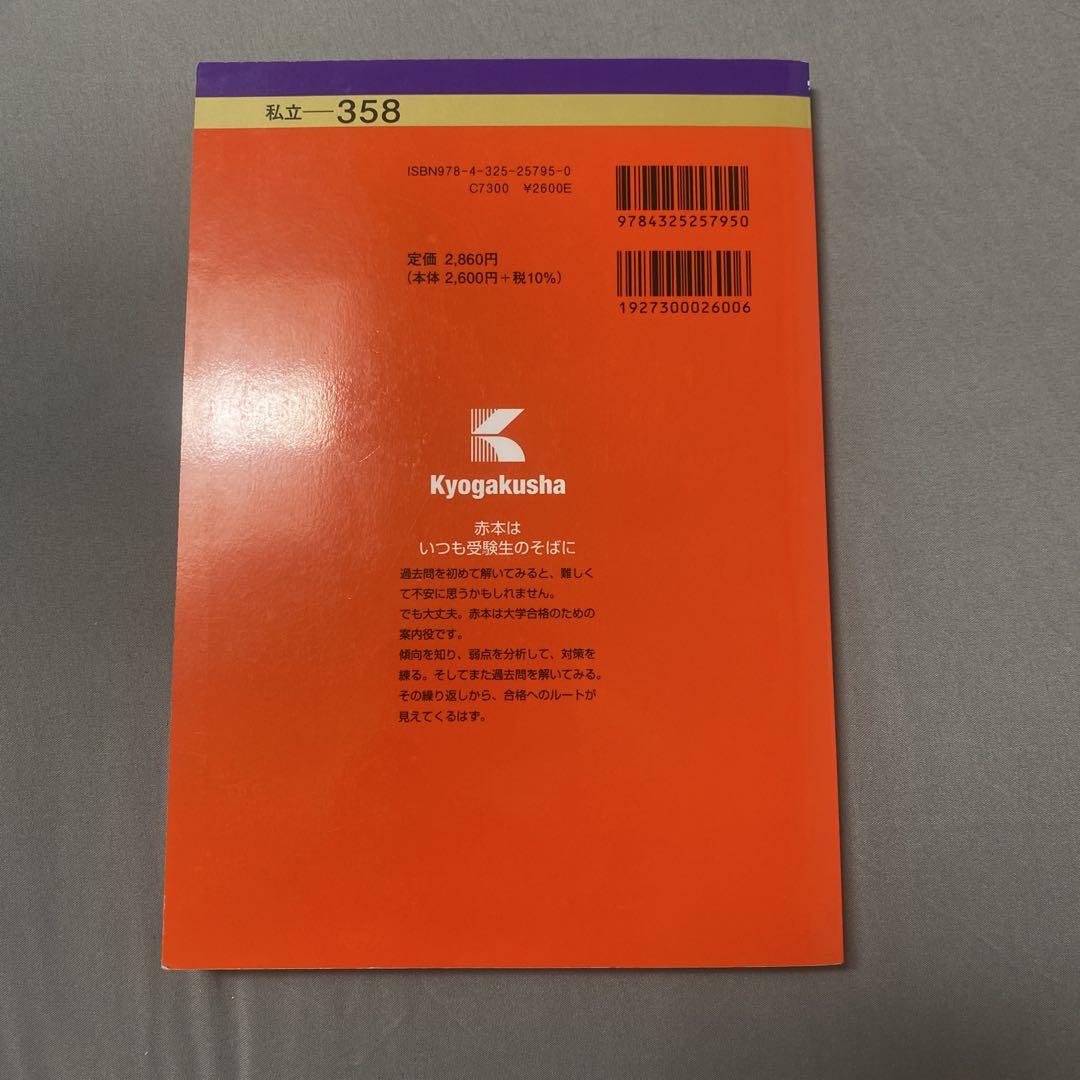 私立―358
ISBN978-4-325-25795-0
C7300 ¥2600E
9784325257950
定価 2,860円
(本体 2,600円+税10%)
1927300026006
Kyogakusha
赤本は
いつも受験生のそばに
過去問を初めて解いてみると、難しく
て不安に思うかもしれません。
でも大丈夫。赤本は大学合格のための
案内役です。
傾向を知り、弱点を分析して、対策を
練る。そしてまた過去問を解いてみる。
その繰り返しから、合格へのルートが
見えてくるはず。